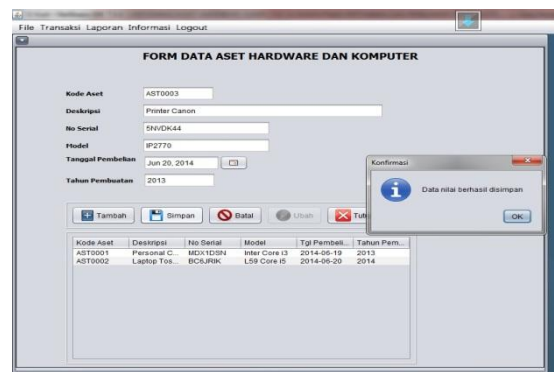 File Transaksi Laporan Informasi Logout
FORM DATA ASET HARDWARE DAN KOMPUTER
Kode Aset AST0003
Deskripsi Printer Canon
No Serial 5NVDK44
Model IP2770
Tanggal Pembelian Jun 20, 2014
Tahun Pembuatan 2013
Konfirmasi
Data nilai berhasil disimpan
OK
Tambah Simpan Batal Ubah Tut
Kode Aset Deskripsi No Serial Model Tgl Pembeli... Tahun Pem...
AST0001 Personal C... MDX1DSN Inter Core i3 2014-06-19 2013
AST0002 Laptop Tos... BC6JRIK L59 Core i5 2014-06-20 2014